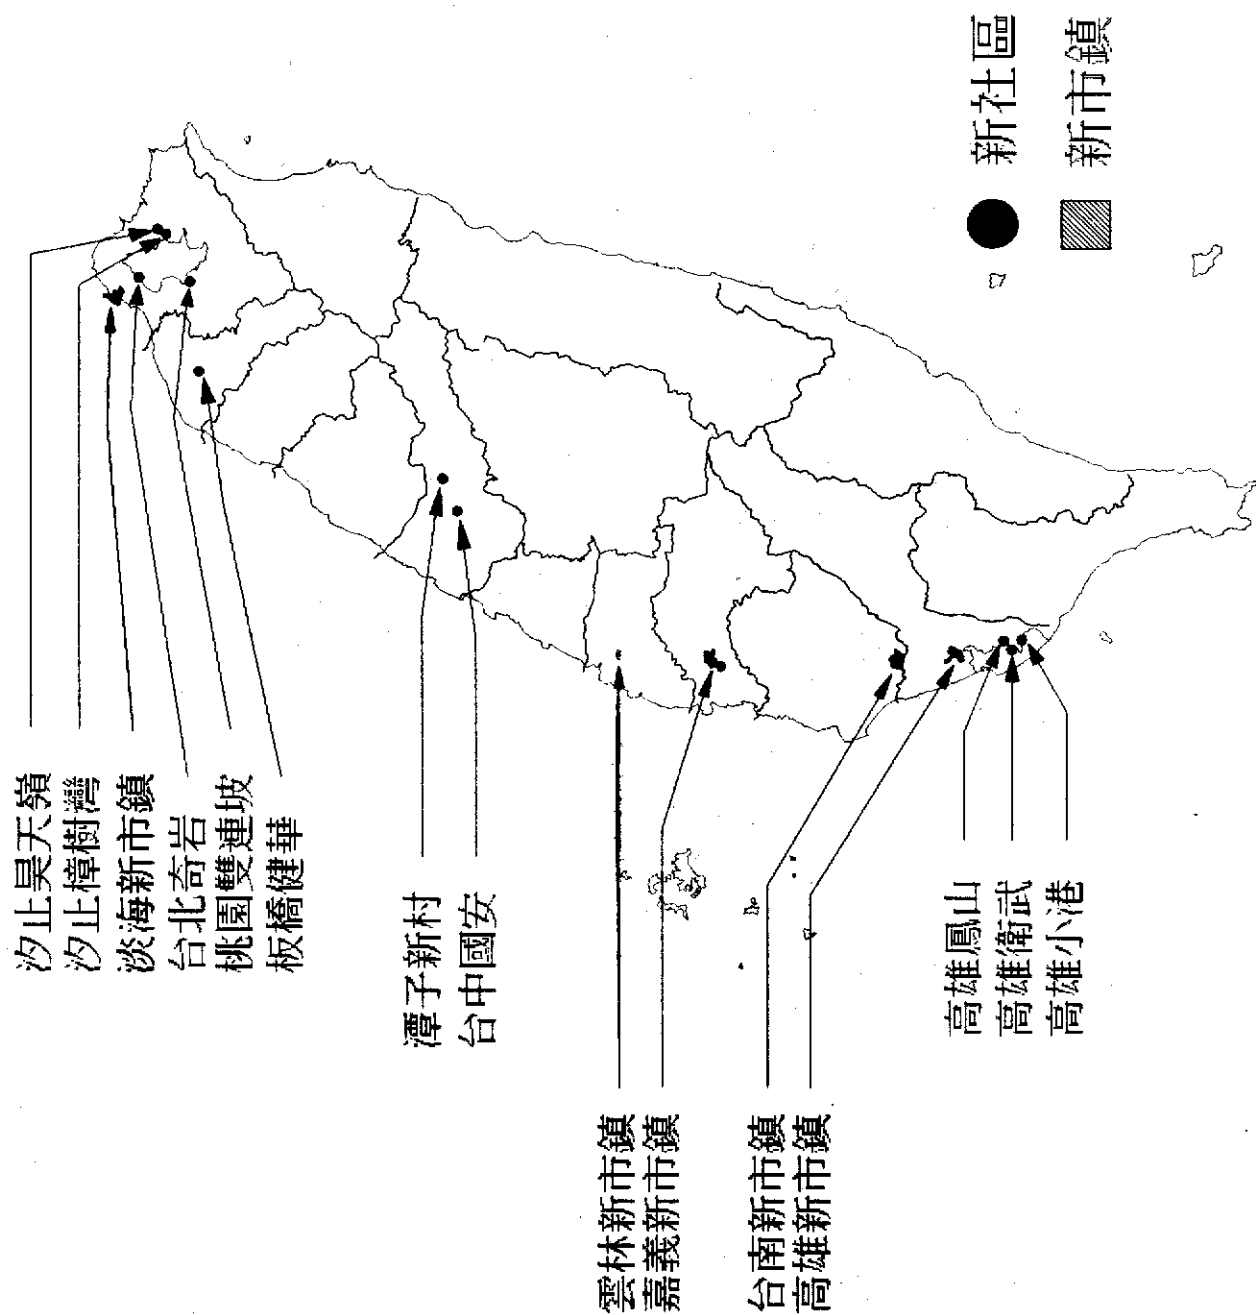 汐止昊天嶺
汐止樟樹灣
淡海新市鎮
台北奇岩
桃園雙連坡
板橋健華
潭子新村
台中國安
雲林新市鎮
嘉義新市鎮
台南新市鎮
高雄新市鎮
高雄鳳山
高雄衛武
高雄小港
新社區
新市鎮